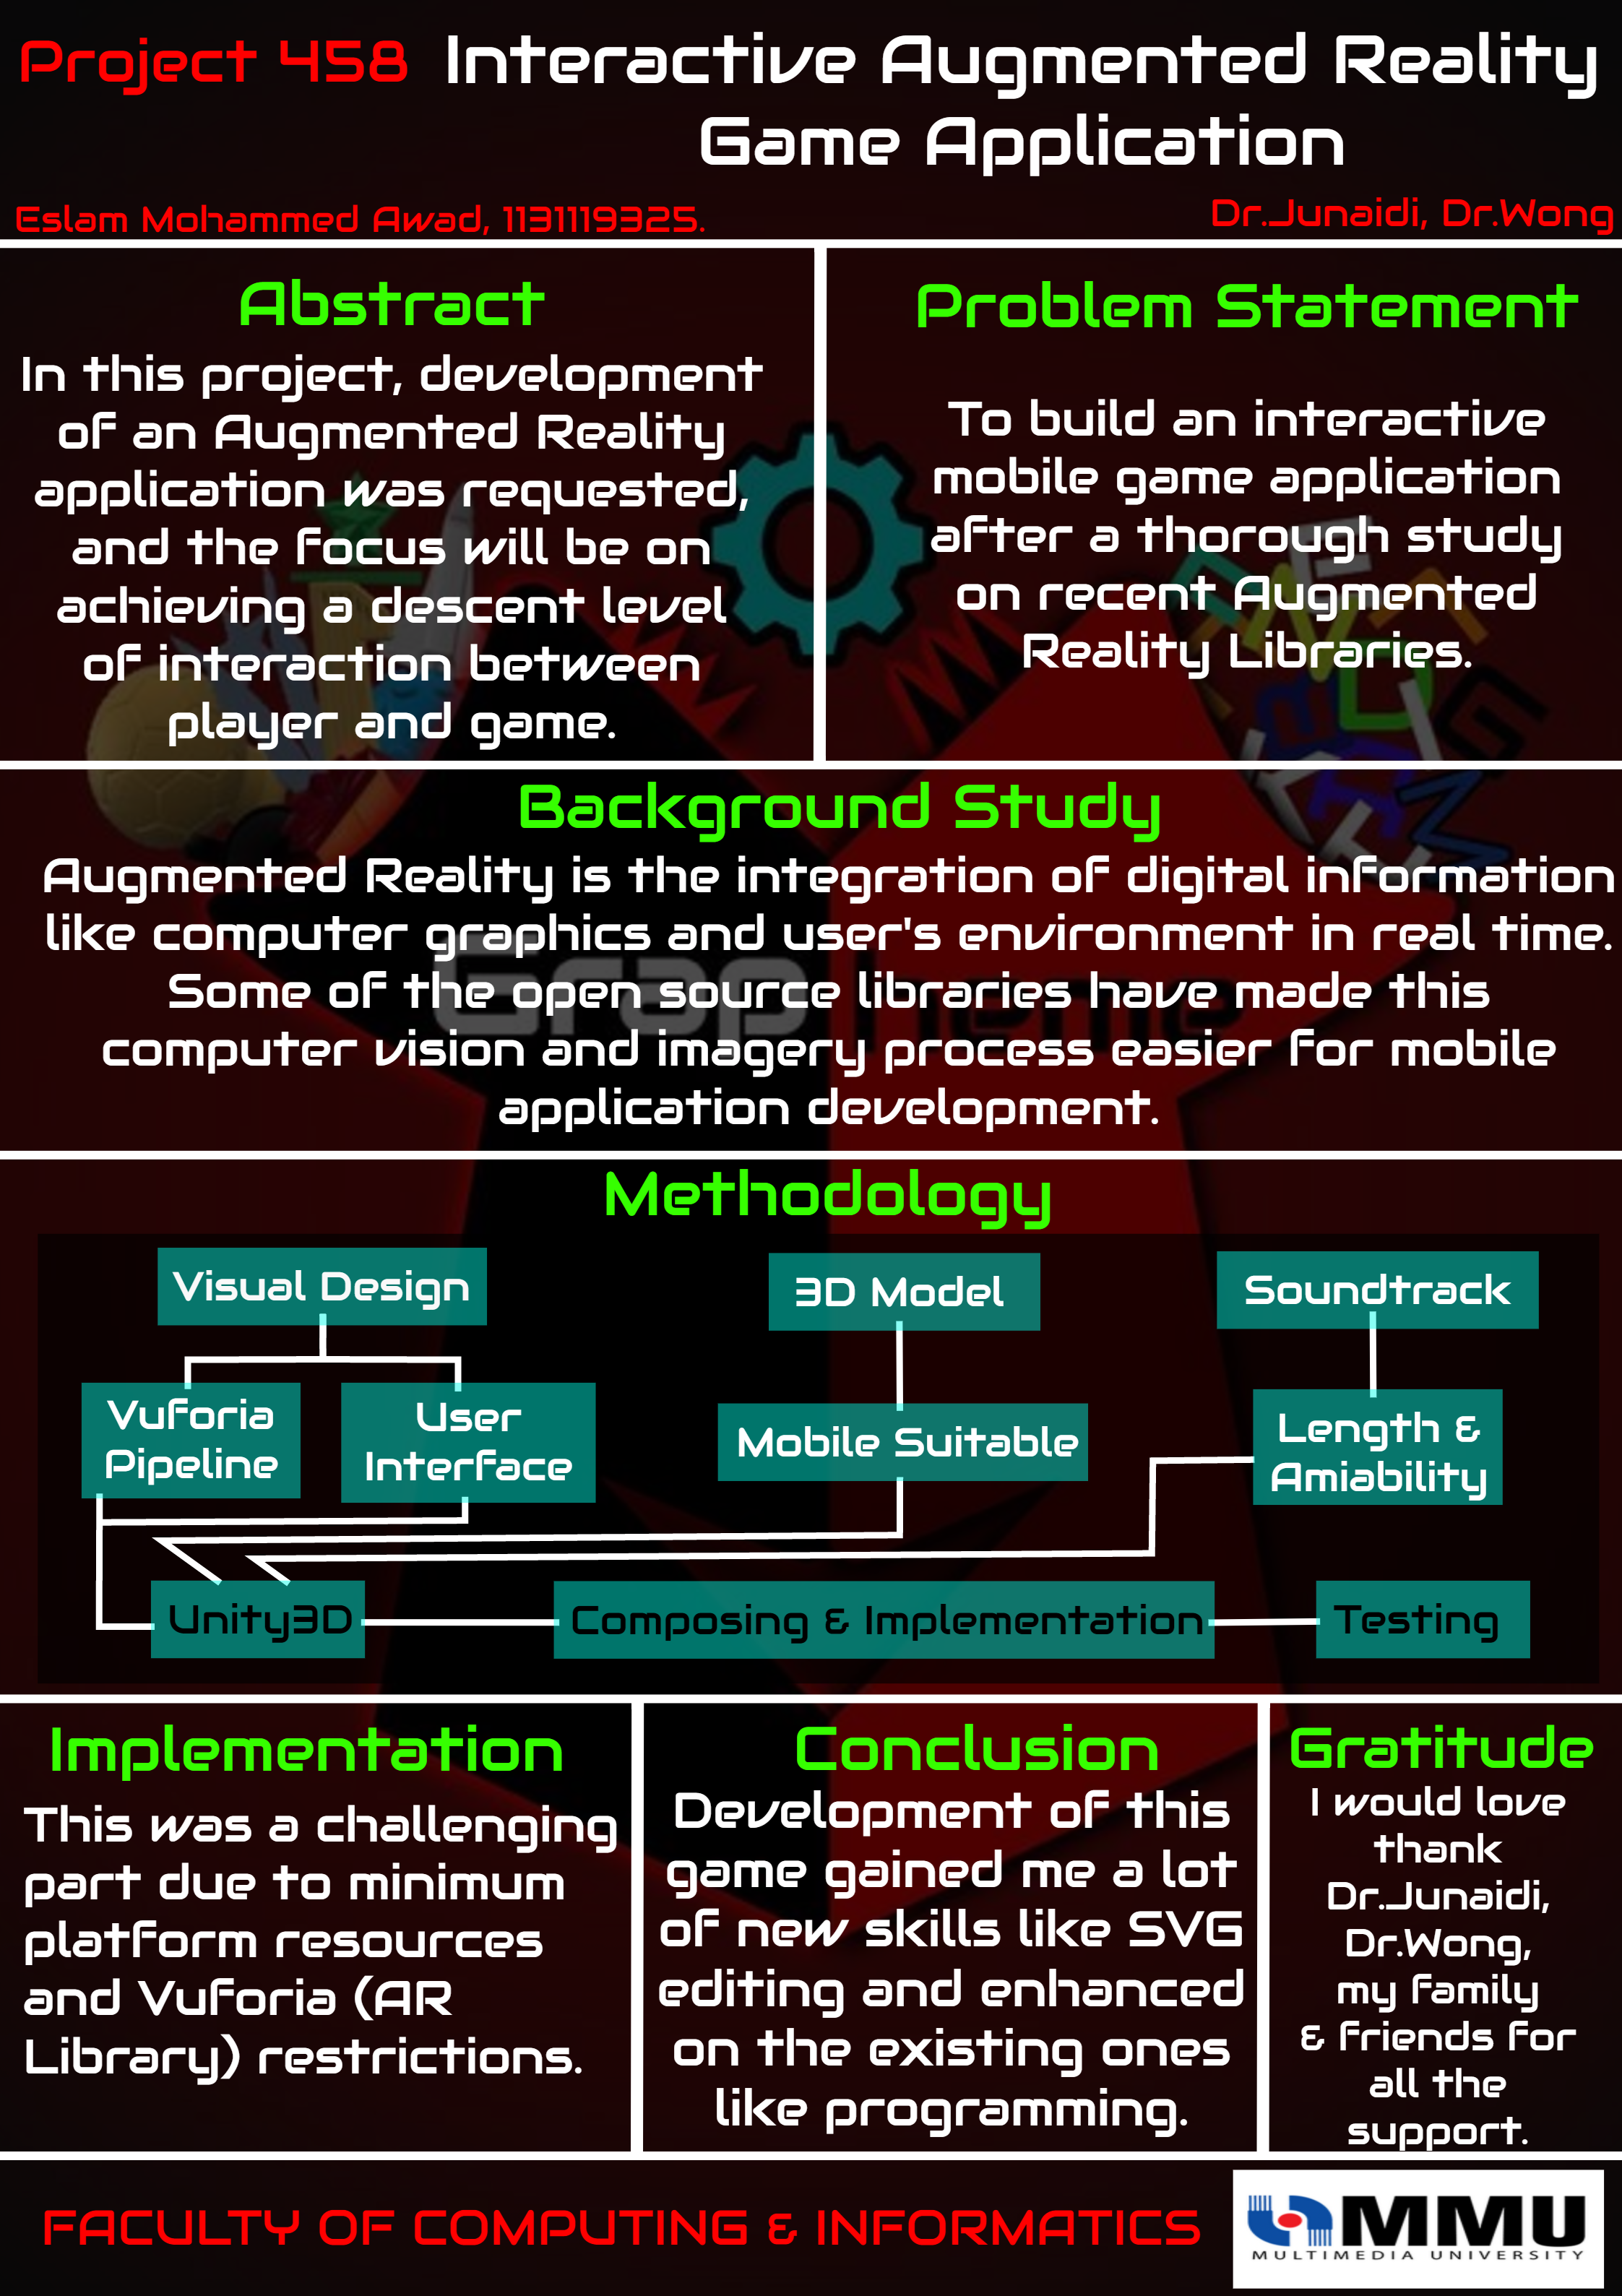 Project 458
Interactive Augmented Reality
Game Application
Eslam Mohammed Awad, 1131119325.
Dr.Junaidi, Dr.Wong
Abstract
In this project, development
of an Augmented Reality
application was requested,
and the focus will be on
achieving a descent level
of interaction between
player and game.
Problem Statement
To build an interactive
mobile game application
after a thorough study
on recent Augmented
Reality Libraries.
Background Study
Augmented Reality is the integration of digital information
like computer graphics and user's environment in real time.
Some of the open source libraries have made this
computer vision and imagery process easier for mobile
application development.
Grapheme
Methodology
Visual Design
3D Model
Soundtrack
Vuforia
Pipeline
User
Interface
Mobile Suitable
Length &
Amiability
Unity3D
Composing & Implementation
Testing
Implementation
This was a challenging
part due to minimum
platform resources
and Vuforia (AR
Library) restrictions.
Conclusion
Development of this
game gained me a lot
of new skills like SVG
editing and enhanced
on the existing ones
like programming.
Gratitude
I would love
thank
Dr.Junaidi,
Dr.Wong,
my family
& friends for
all the
support.
FACULTY OF COMPUTING & INFORMATICS
MMU
MULTIMEDIA UNIVERSITY